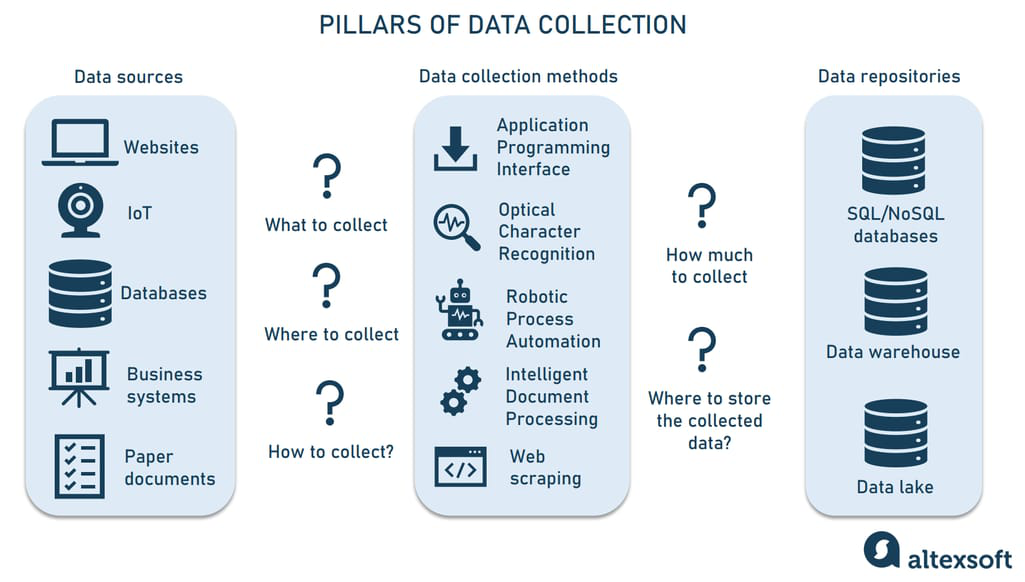 PILLARS OF DATA COLLECTION
Data sources
Websites
IoT
Databases
Business
systems
Paper
documents
What to collect
Where to collect
How to collect?
Data collection methods
Application
Programming
Interface
Optical
Character
Recognition
Robotic
Process
Automation
Intelligent
Document
Processing
Web
scraping
How much
to collect
Where to store
the collected
data?
Data repositories
SQL/NoSQL
databases
Data warehouse
Data lake
altexsoft